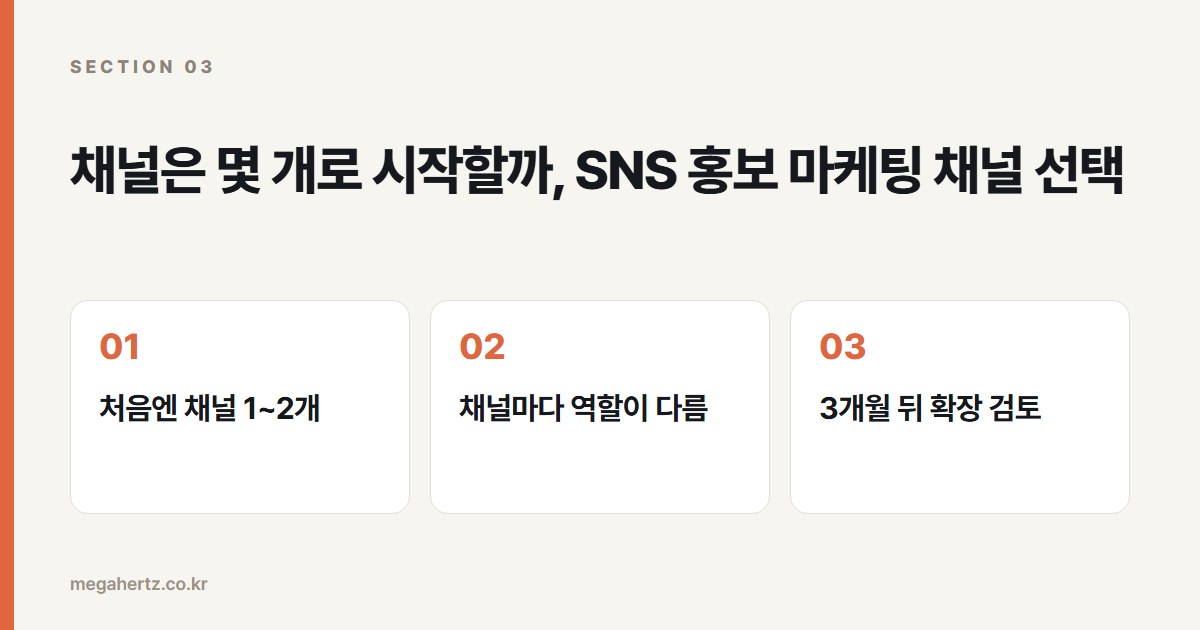 SECTION 03
채널은 몇 개로 시작할까, SNS 홍보 마케팅 채널 선택
01
처음엔 채널 1~2개
02
채널마다 역할이 다름
03
3개월 뒤 확장 검토
megahertz.co.kr